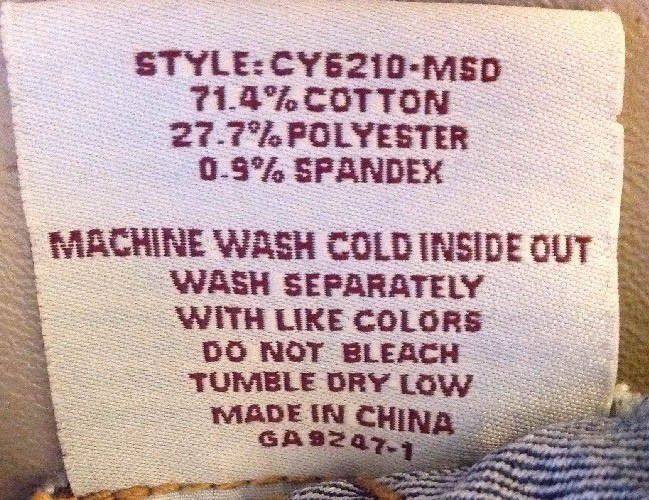 STYLE: CY6210-MSD
71.4% COTTON
27.7% POLYESTER
0.9% SPANDEX
MACHINE WASH COLD INSIDE OUT
WASH SEPARATELY
WITH LIKE COLORS
DO NOT BLEACH
TUMBLE DRY LOW
MADE IN CHINA
GA9247-1